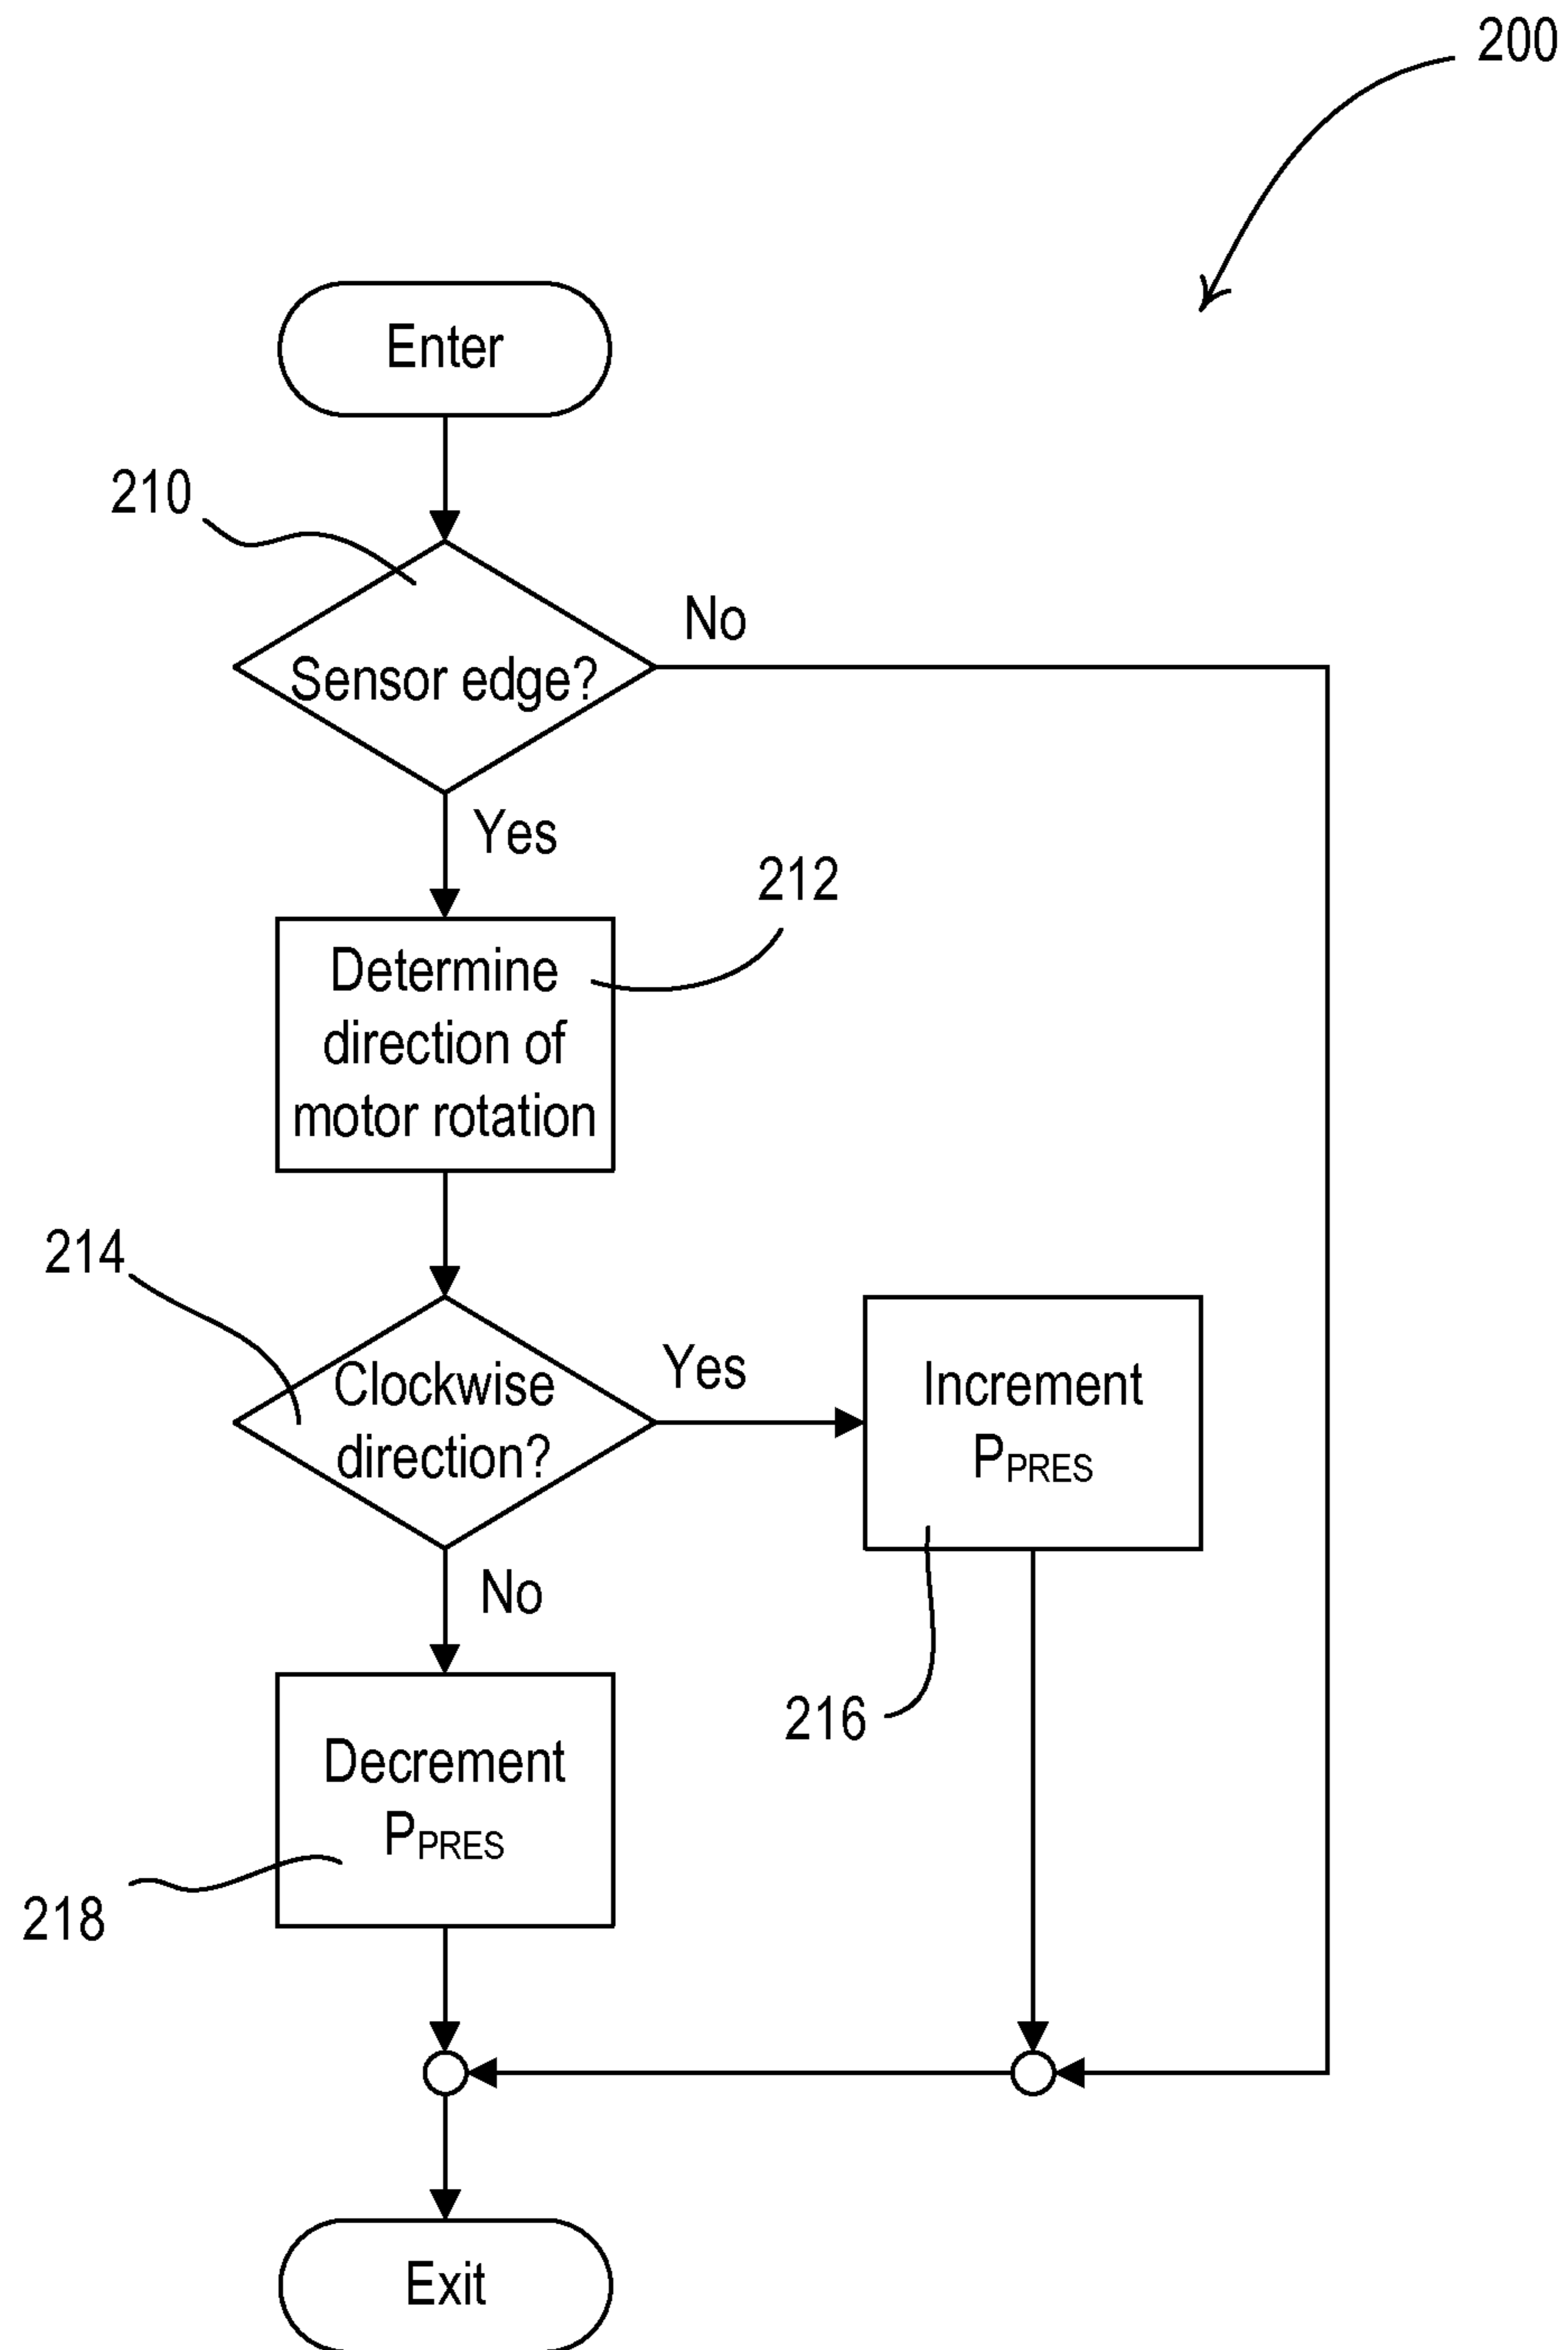 200
Enter
210
No
Sensor edge?
Yes
212
Determine
direction of
motor rotation
214
Clockwise
direction?
Yes
Increment
PPRES
No
216
Decrement
PPRES
218
Exit